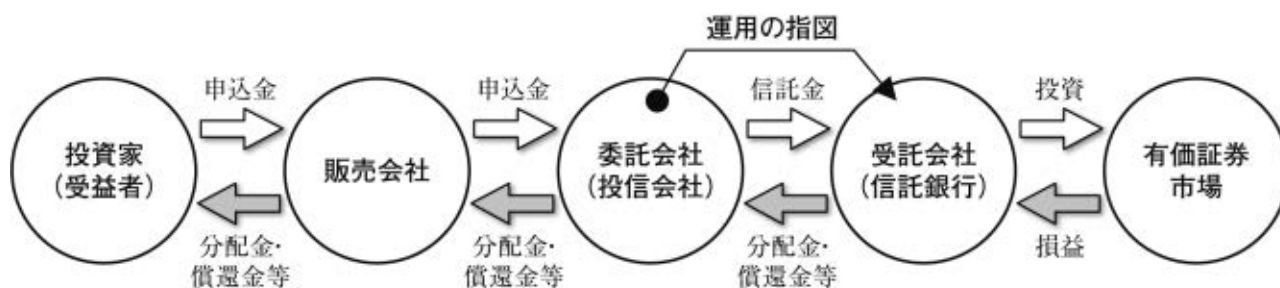 運用の指図
申込金
申込金
信託金
投資
投資家
（受益者）
販売会社
委託会社
（投信会社）
受託会社
（信託銀行）
有価証券
市場
分配金・
償還金等
分配金・
償還金等
分配金・
償還金等
損益